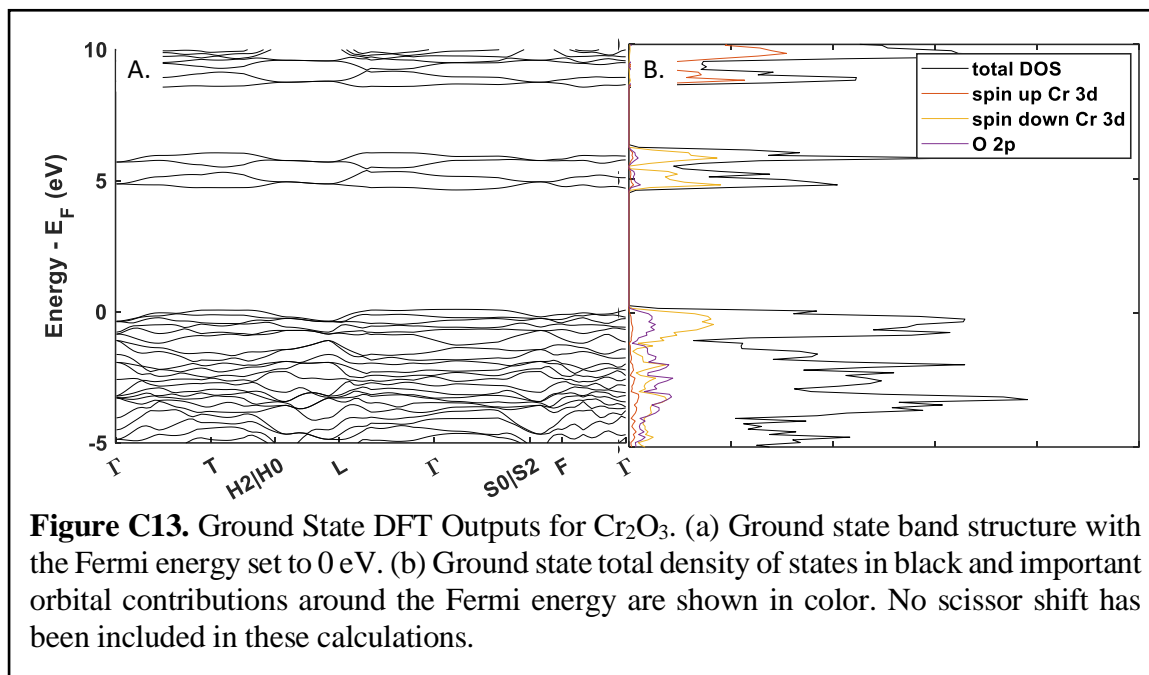 A.
B.
10
5
0
-5
Energy - E_F (eV)
Γ T H2|H0 L Γ S0|S2 F Γ
total DOS
spin up Cr 3d
spin down Cr 3d
O 2p
Figure C13. Ground State DFT Outputs for Cr₂O₃. (a) Ground state band structure with
the Fermi energy set to 0 eV. (b) Ground state total density of states in black and important
orbital contributions around the Fermi energy are shown in color. No scissor shift has
been included in these calculations.